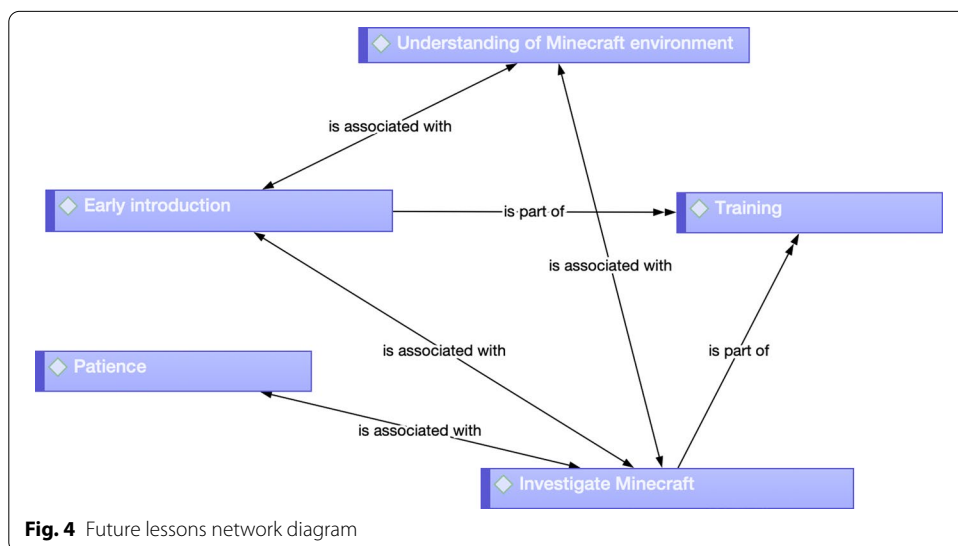 Understanding of Minecraft environment
is associated with
Early introduction
is part of
Training
is associated with
is associated with
is part of
Patience
is associated with
Investigate Minecraft
Fig. 4 Future lessons network diagram